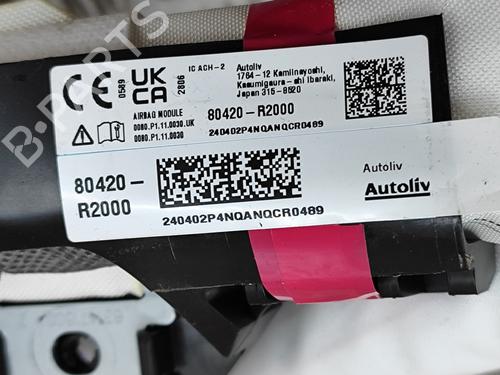 B-PARTS
CE
0589
UK
CA
2806
IC ACH-2
Autoliv
1764-12 Kamiinayoshi,
Kasumigaura-shi Ibaraki,
Japan 315-8520
AIRBAG MODULE
0080.P1.11.0030.UK
0080.P1.11.0030
80420-R2000
240402P4NQANQCR0489
80420-
R2000
240402P4NQANQCR0489
Autoliv
Autoliv